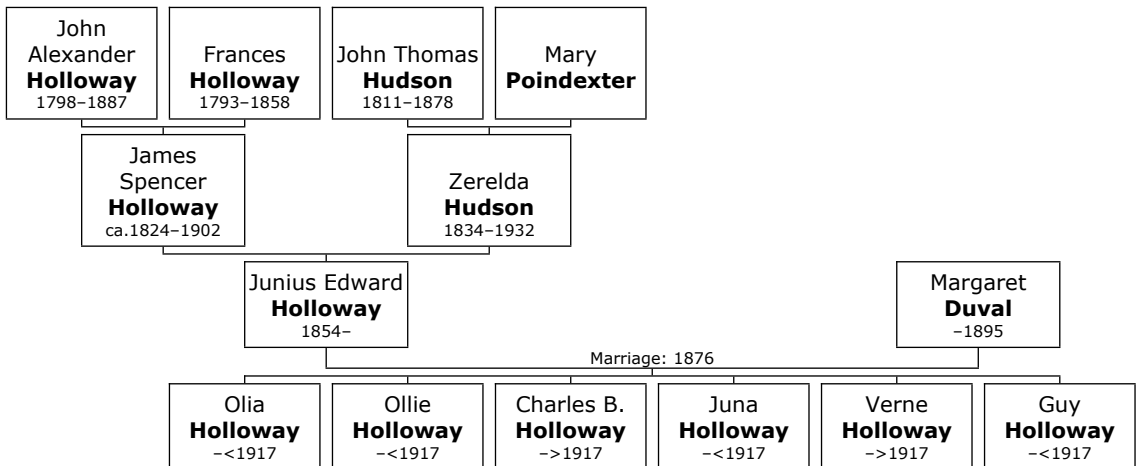 John
Alexander
Holloway
1798–1887
Frances
Holloway
1793–1858
John Thomas
Hudson
1811–1878
Mary
Poindexter
James
Spencer
Holloway
ca.1824–1902
Zerelda
Hudson
1834–1932
Junius Edward
Holloway
1854–
Margaret
Duval
–1895
Marriage: 1876
Olia
Holloway
–<1917
Ollie
Holloway
–<1917
Charles B.
Holloway
–>1917
Juna
Holloway
–<1917
Verne
Holloway
–>1917
Guy
Holloway
–<1917